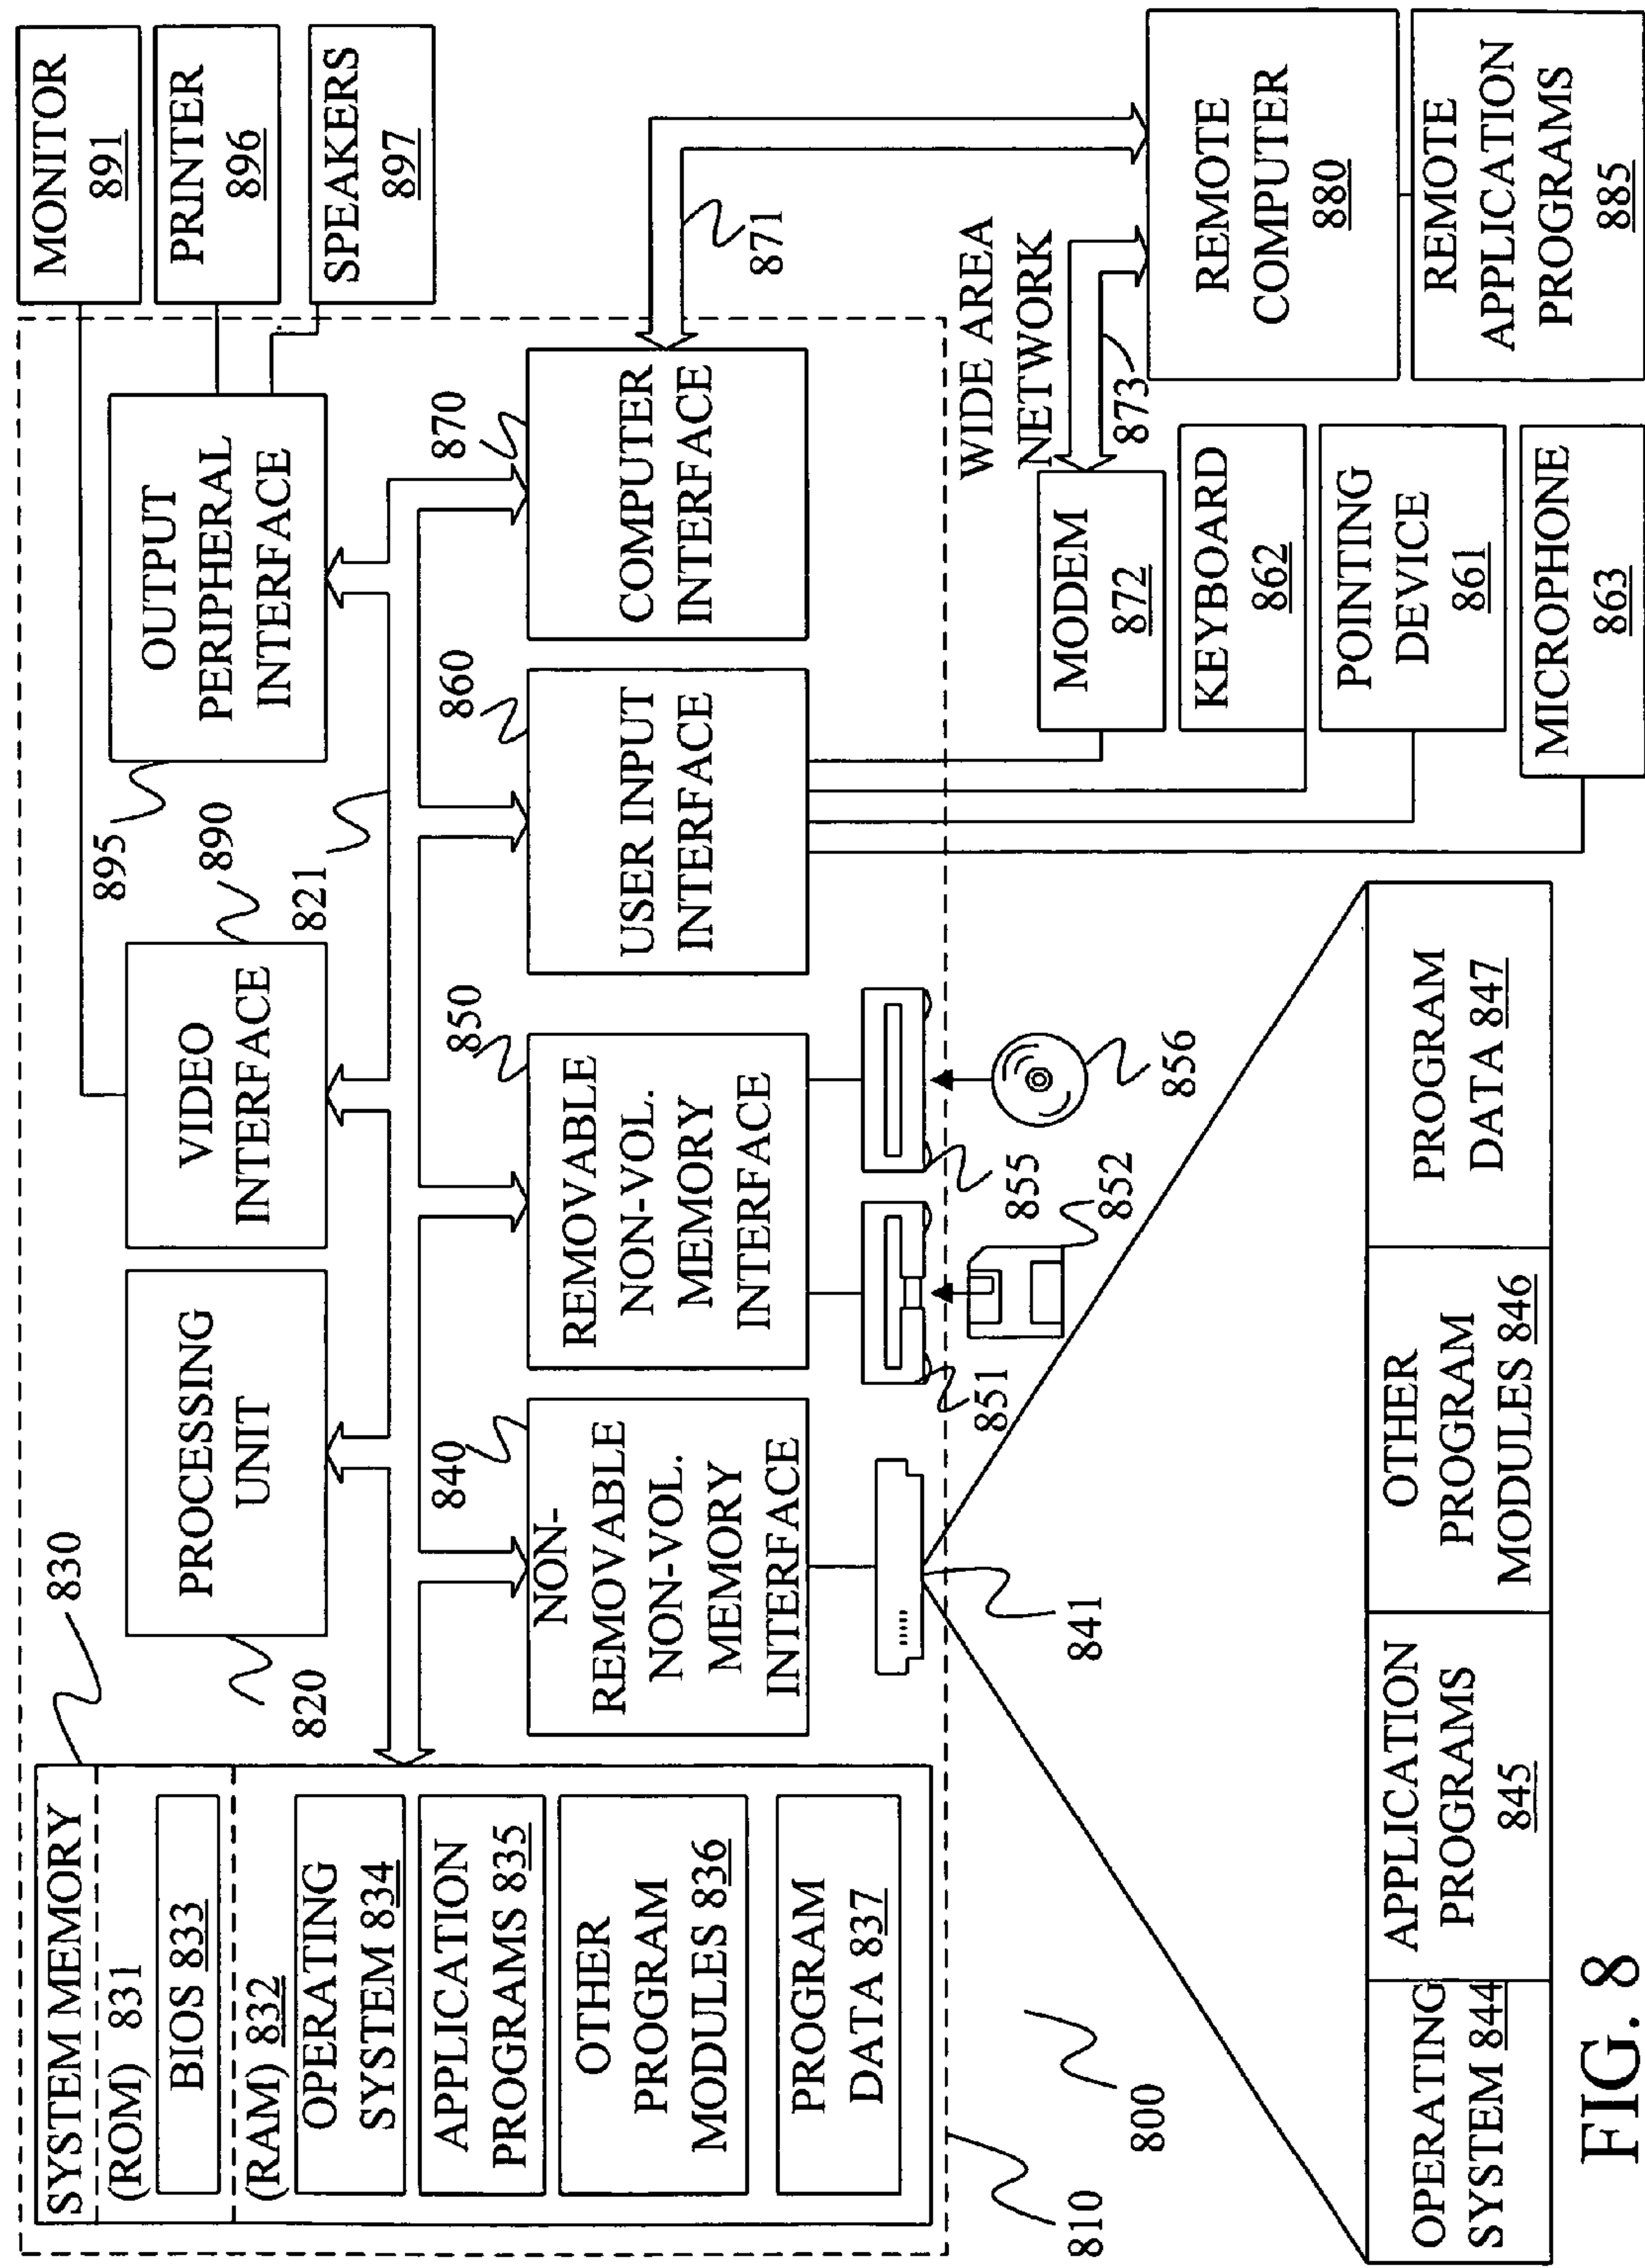 SYSTEM MEMORY
(ROM) 831
BIOS 833
(RAM) 832
OPERATING
SYSTEM 834
APPLICATION
PROGRAMS 835
OTHER
PROGRAM
MODULES 836
PROGRAM
DATA 837
830
820
PROCESSING
UNIT
VIDEO
INTERFACE
890
821
895
OUTPUT
PERIPHERAL
INTERFACE
MONITOR
891
PRINTER
896
SPEAKERS
897
840
NON-
REMOVABLE
NON-VOL.
MEMORY
INTERFACE
850
REMOVABLE
NON-VOL.
MEMORY
INTERFACE
860
USER INPUT
INTERFACE
870
COMPUTER
INTERFACE
871
841
851
852
855
856
WIDE AREA
NETWORK
873
MODEM
872
KEYBOARD
862
POINTING
DEVICE
861
MICROPHONE
863
REMOTE
COMPUTER
880
REMOTE
APPLICATION
PROGRAMS
885
810
800
OPERATING
SYSTEM 844
APPLICATION
PROGRAMS
845
OTHER
PROGRAM
MODULES 846
PROGRAM
DATA 847
FIG. 8